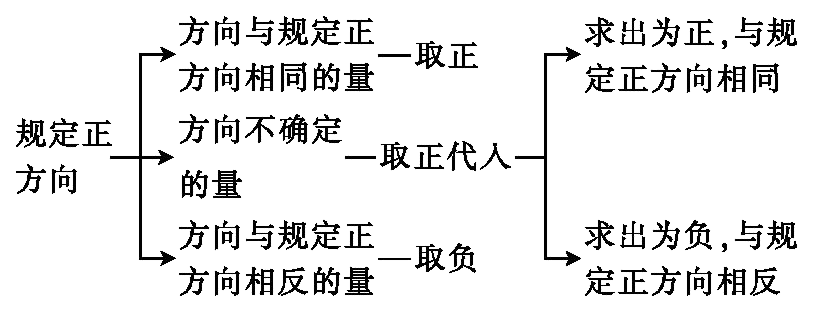 规定正
方向
方向与规定正
方向相同的量
取正
方向不确定
的量
取正代人
方向与规定正
方向相反的量
取负
求出为正,与规
定正方向相同
求出为负,与规
定正方向相反